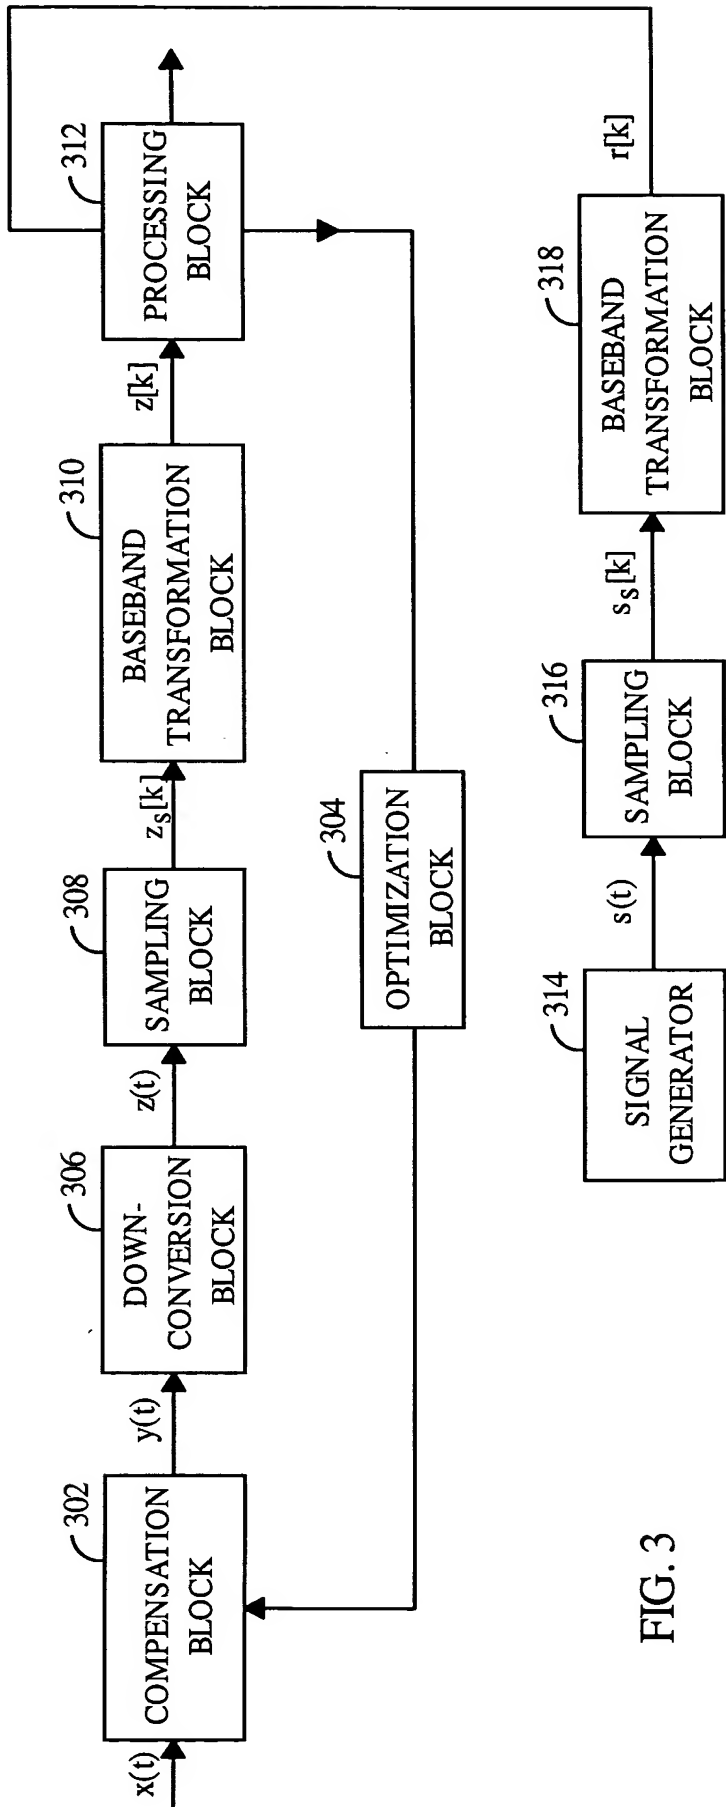 x(t)
302
COMPENSATION
BLOCK
y(t)
306
DOWN-
CONVERSION
BLOCK
z(t)
308
SAMPLING
BLOCK
z_s[k]
310
BASEBAND
TRANSFORMATION
BLOCK
z[k]
312
PROCESSING
BLOCK
304
OPTIMIZATION
BLOCK
314
SIGNAL
GENERATOR
s(t)
316
SAMPLING
BLOCK
s_s[k]
318
BASEBAND
TRANSFORMATION
BLOCK
r[k]
FIG. 3